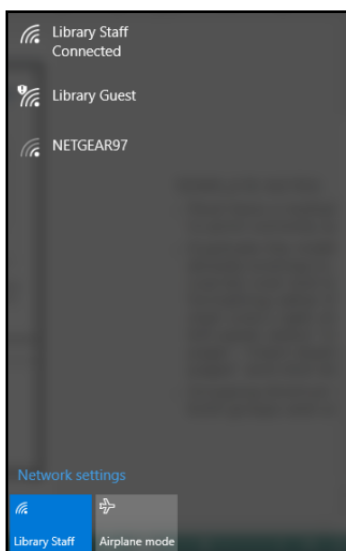 Library Staff
Connected
Library Guest
NETGEAR97
Network settings
Library Staff
Airplane mode